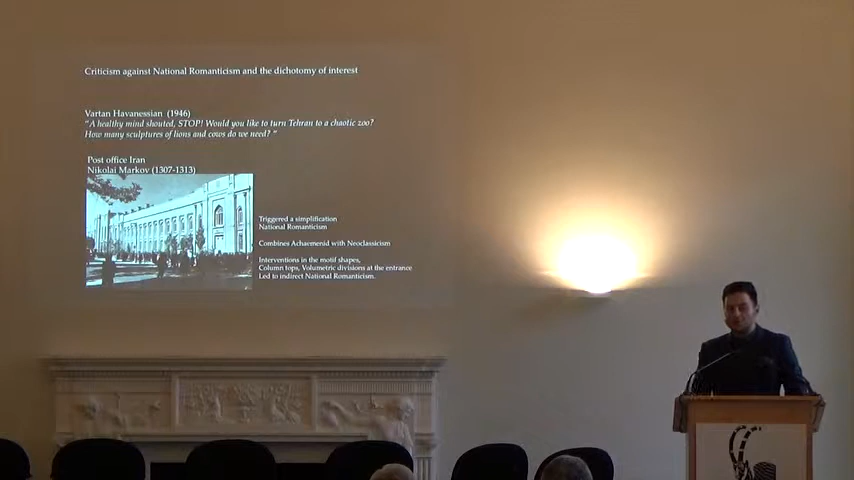 Criticism against National Romanticism and the dichotomy of interest
Vartan Havanessian (1946)
"A healthy mind shouted, STOP! Would you like to turn Tehran to a chaotic zoo?
How many sculptures of lions and cows do we need? "
Post office Iran
Nikolai Markov (1307-1313)
Triggered a simplification
National Romanticism
Combines Achaemenid with Neoclassicism
Interventions in the motif shapes,
Column tops, Volumetric divisions at the entrance
Led to indirect National Romanticism.